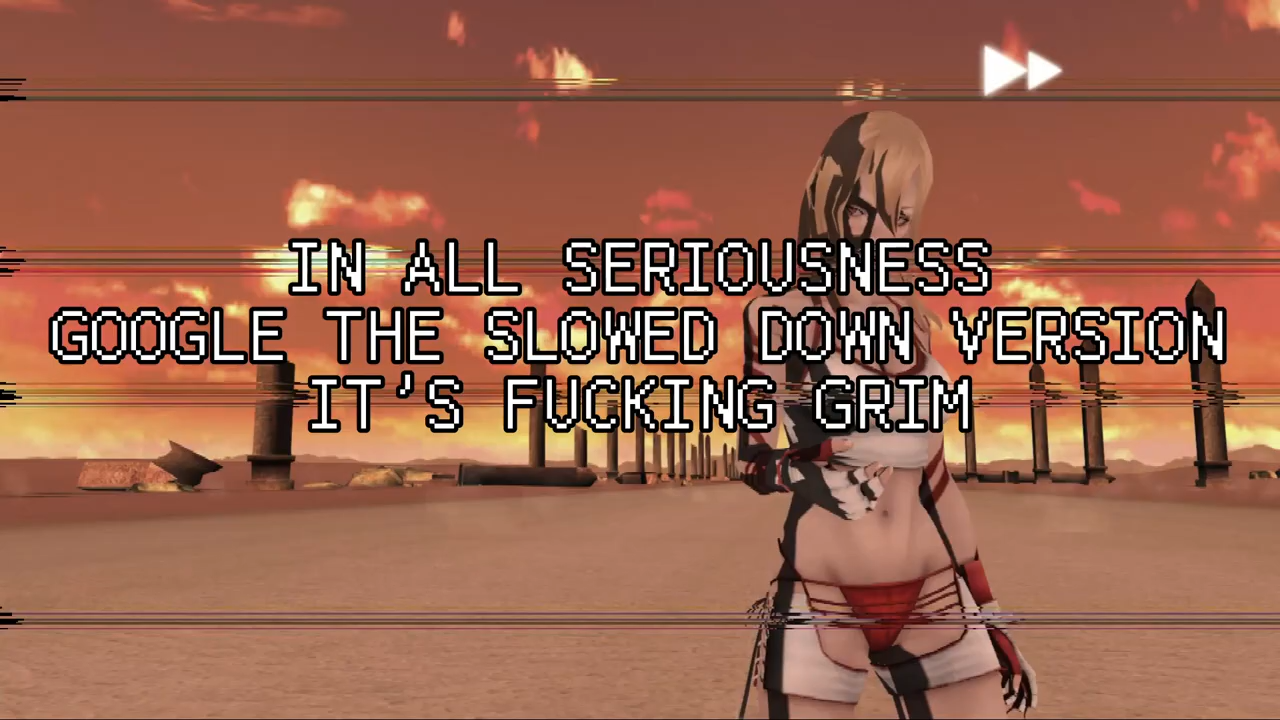 IN ALL SERIOUSNESS
GOOGLE THE SLOWED DOWN VERSION
IT'S FUCKING GRIM